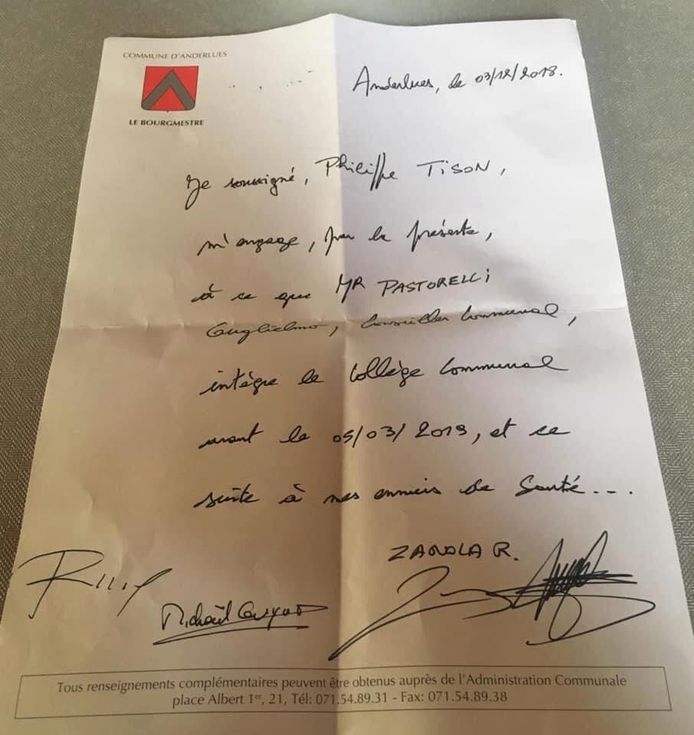 COMMUNE D'ANDERLUES
LE BOURGMESTRE
Anderlues, le 03/12/2018.
Je soussigné, Philippe TISON,
m'engage, par la présente,
à ce que MR PASTORELLi
Guglielmo, Conseiller Communal,
intègre le Collège Communal
avant le 05/03/2019, et ce
suite à mes ennuis de Santé...
ZANOLA R.
Tous renseignements complémentaires peuvent être obtenus auprès de l'Administration Communale
place Albert 1er, 21, Tél: 071.54.89.31 - Fax: 071.54.89.38